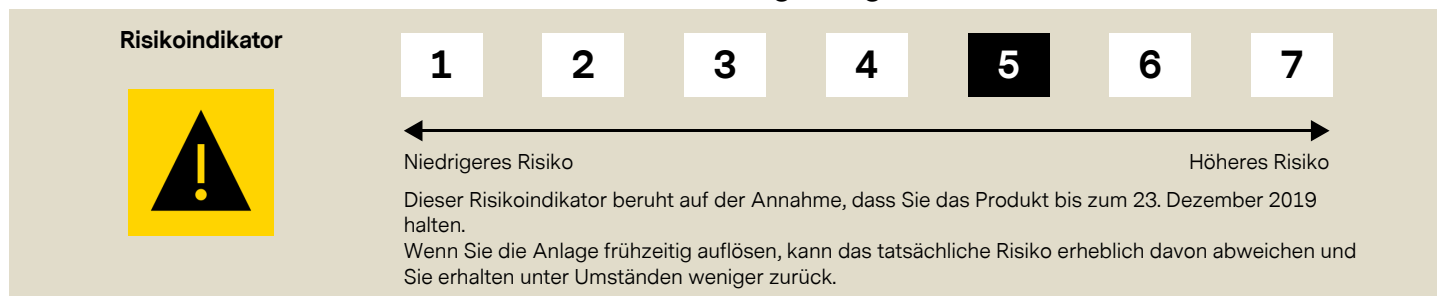 Risikoindikator
1 2 3 4 5 6 7
Niedrigeres Risiko Höheres Risiko
Dieser Risikoindikator beruht auf der Annahme, dass Sie das Produkt bis zum 23. Dezember 2019
halten.
Wenn Sie die Anlage frühzeitig auflösen, kann das tatsächliche Risiko erheblich davon abweichen und
Sie erhalten unter Umständen weniger zurück.